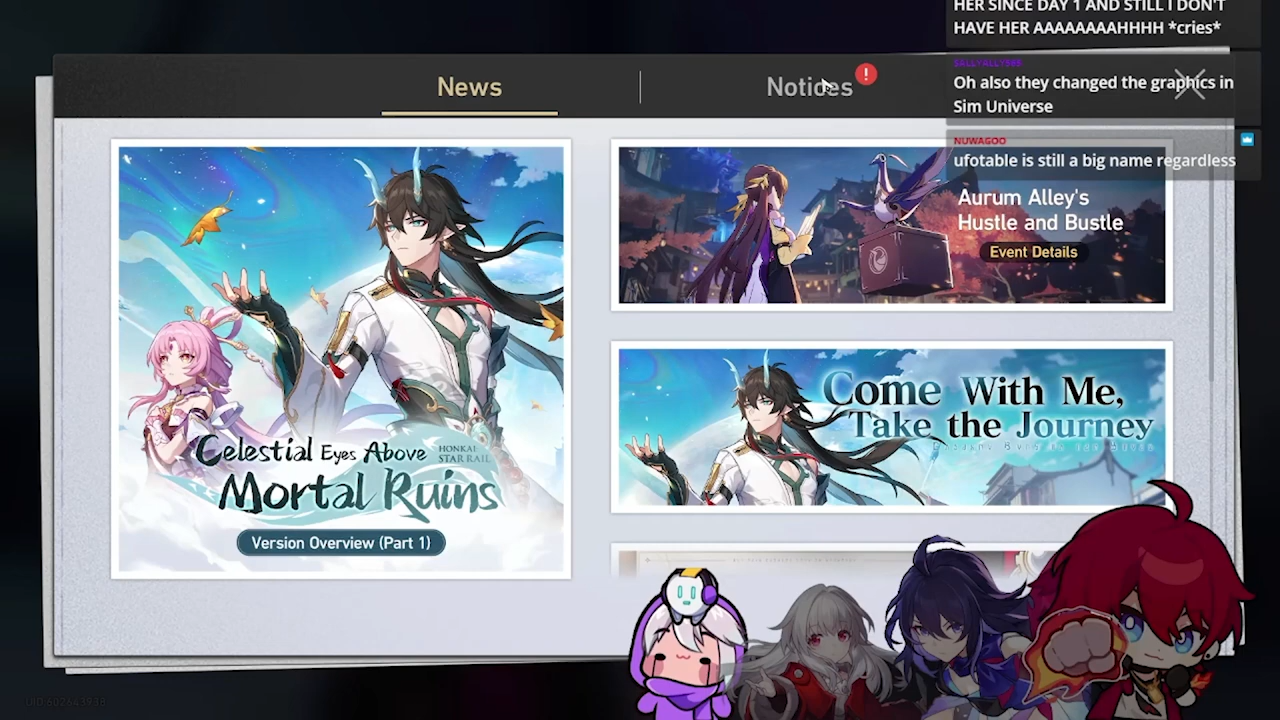 HER SINCE DAY 1 AND STILL I DON'T
HAVE HER AAAAAAAAHHHH *cries*
SALLYALLY585
Oh also they changed the graphics in
Sim Universe
NUWAGOO
ufotable is still a big name regardless
News
Notices
Celestial Eyes Above
HONKAI
STAR RAIL
Mortal Ruins
Version Overview (Part 1)
Aurum Alley's
Hustle and Bustle
Event Details
Come With Me,
Take the Journey